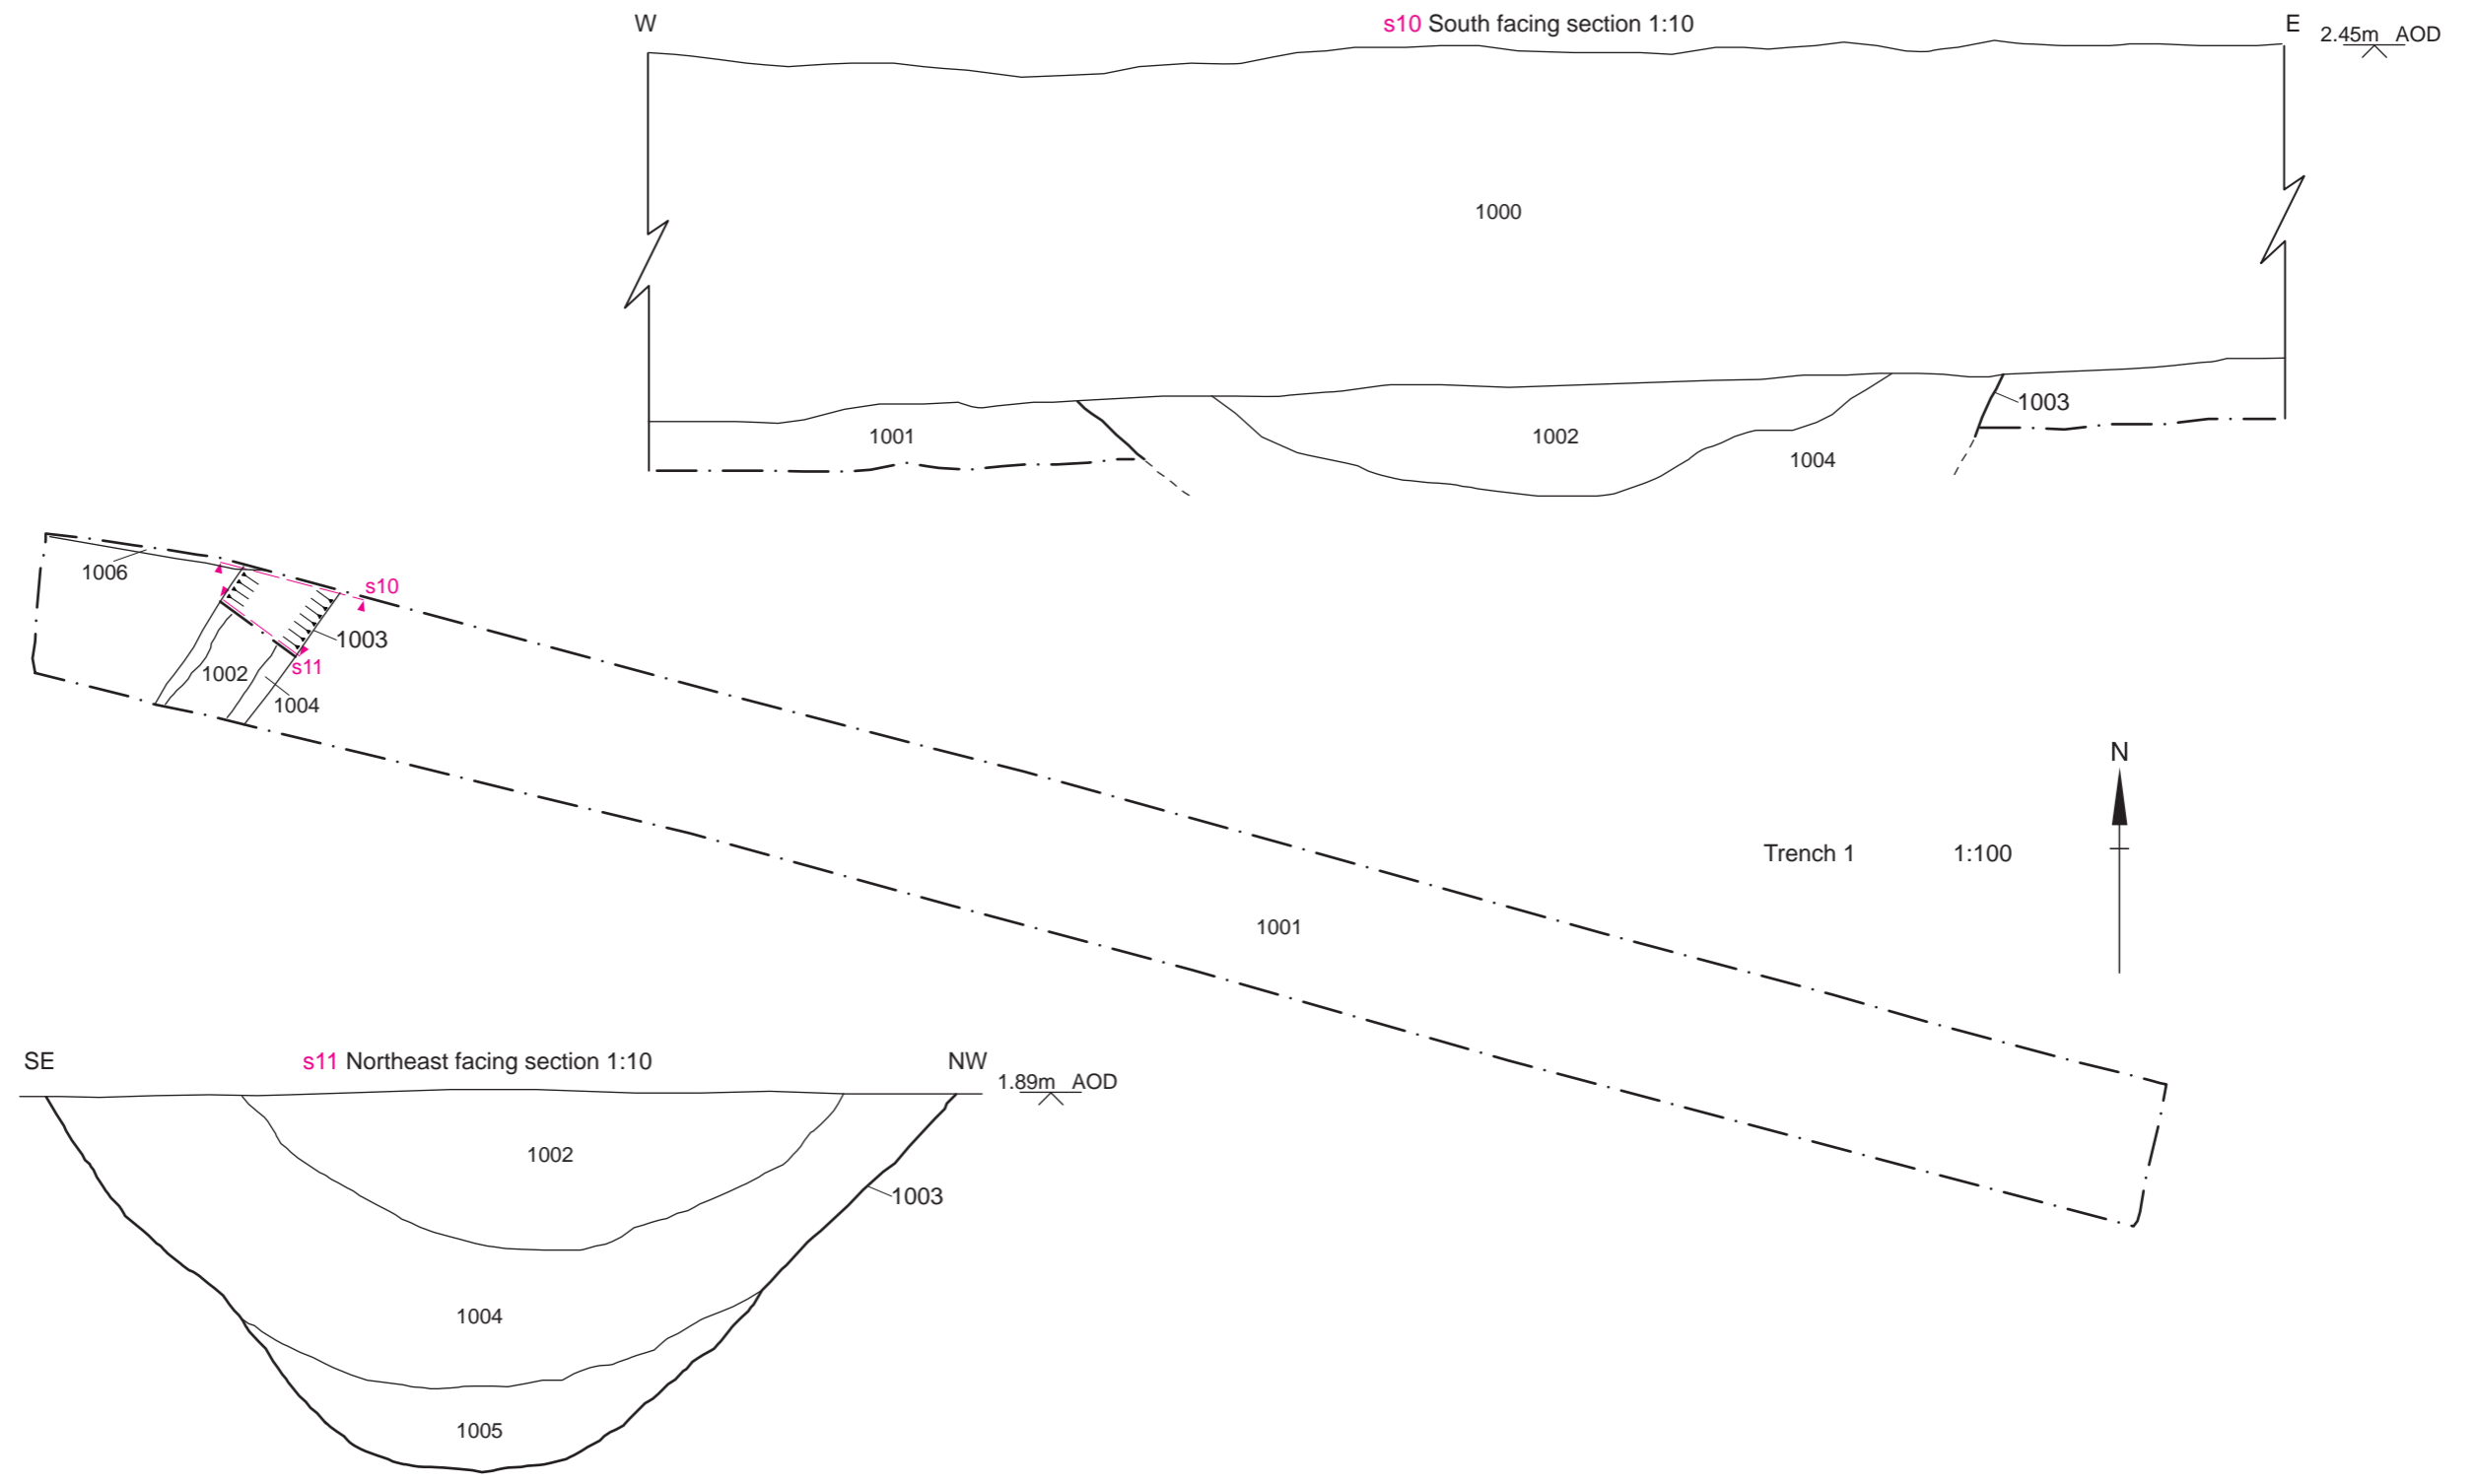 W
s10 South facing section 1:10
E
2.45m AOD
1000
1001
1002
1003
1004
1006
s10
1003
s11
1002
1004
N
Trench 1 1:100
1001
SE
s11 Northeast facing section 1:10
NW
1.89m AOD
1002
1003
1004
1005